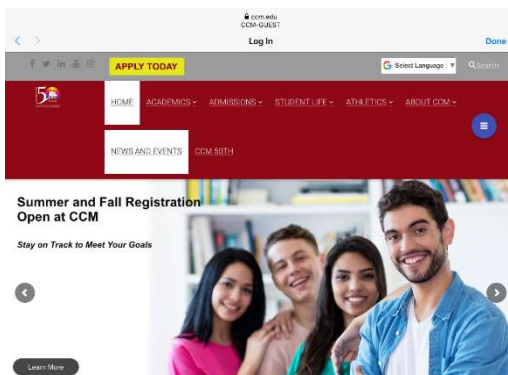 ccm.edu
CCM-GUEST
Log In
Done
APPLY TODAY
Select Language
Search
50
HOME
ACADEMICS
ADMISSIONS
STUDENT LIFE
ATHLETICS
ABOUT CCM
NEWS AND EVENTS
CCM 50TH
Summer and Fall Registration
Open at CCM
Stay on Track to Meet Your Goals
Learn More